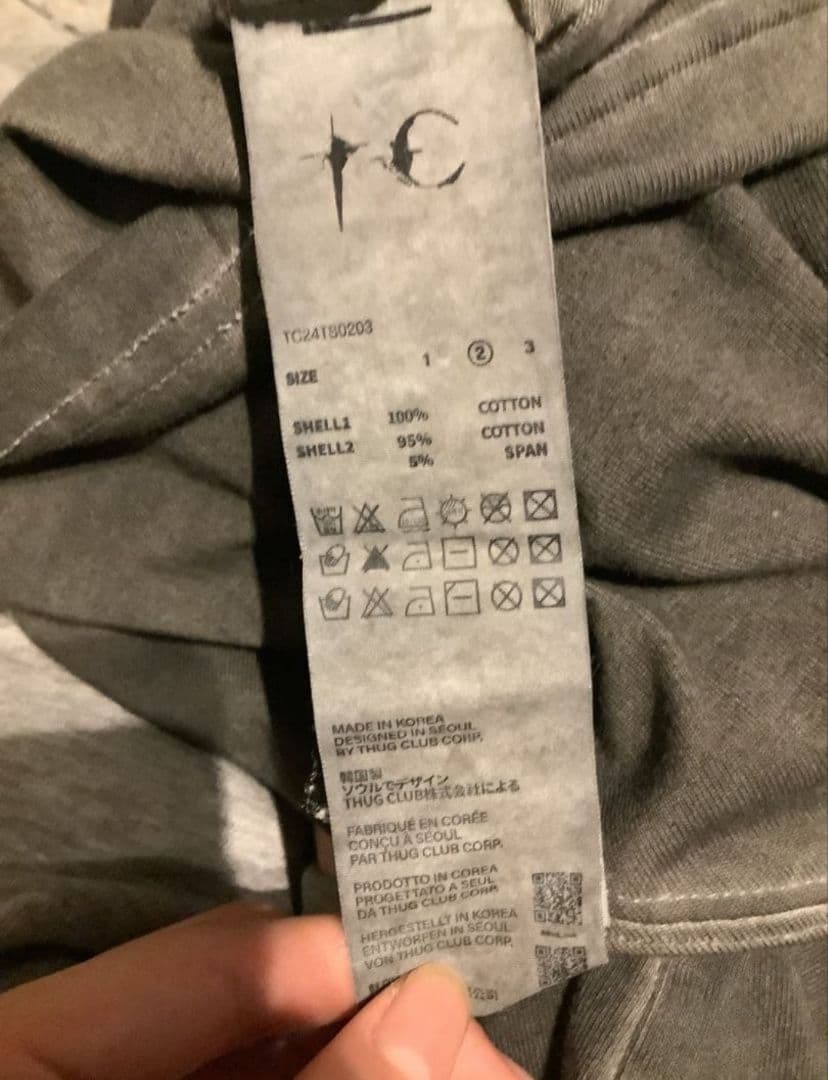 TC
TC24TS0203
SIZE 1 2 3
SHELL1 100% COTTON
SHELL2 95% COTTON
5% SPAN
MADE IN KOREA
DESIGNED IN SEOUL
BY THUG CLUB CORP.
韓国製
ソウルでデザイン
THUG CLUB株式会社による
FABRIQUÉ EN CORÉE
CONÇU À SÉOUL
PAR THUG CLUB CORP.
PRODOTTO IN COREA
PROGETTATO A SEUL
DA THUG CLUB CORP.
HERGESTELLT IN KOREA
ENTWORFEN IN SEOUL
VON THUG CLUB CORP.